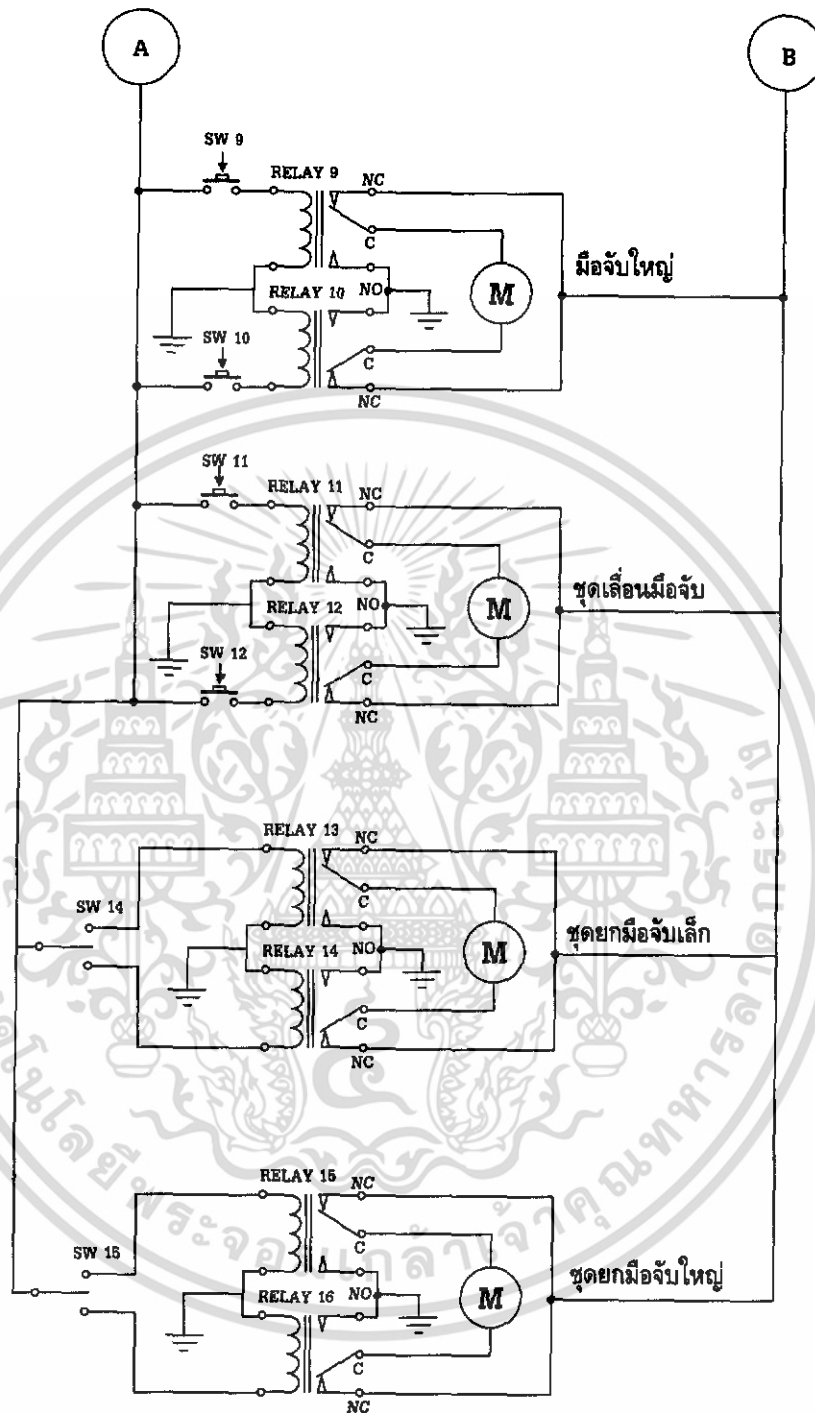 A
B
SW 9
RELAY 9
NC
C
M
มือจับใหญ่
RELAY 10
NO
SW 10
C
NC
SW 11
RELAY 11
NC
C
M
ชุดเลื่อนมือจับ
RELAY 12
NO
SW 12
C
NC
RELAY 13
NC
C
SW 14
M
ชุดยกมือจับเล็ก
RELAY 14
NO
C
NC
RELAY 15
NC
C
SW 15
M
ชุดยกมือจับใหญ่
RELAY 16
NO
C
NC